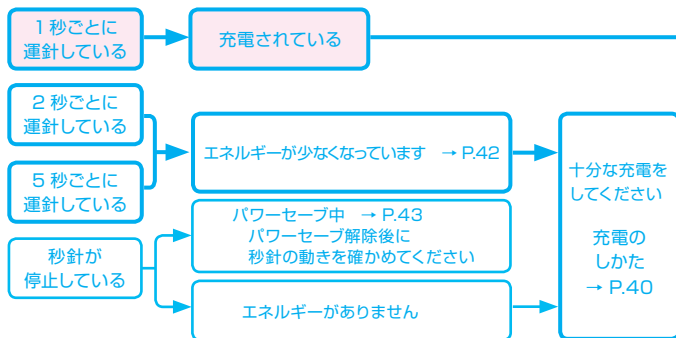 1秒ごとに
運針している
充電されている
2秒ごとに
運針している
5秒ごとに
運針している
エネルギーが少なくなっています → P.42
秒針が
停止している
パワーセーブ中 → P.43
パワーセーブ解除後に
秒針の動きを確かめてください
エネルギーがありません
十分な充電を
してください
充電の
しかた
→ P.40